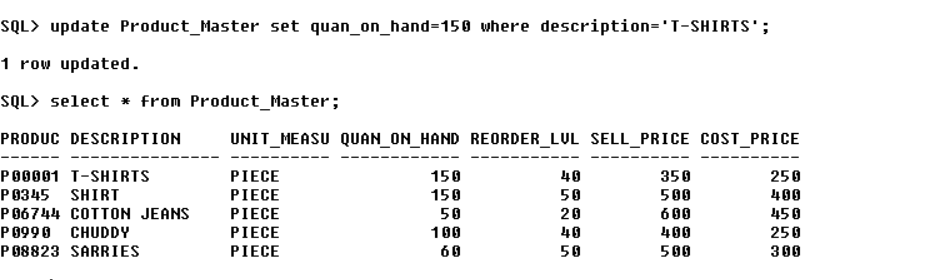 SQL> update Product_Master set quan_on_hand=150 where description='T-SHIRTS';
1 row updated.
SQL> select * from Product_Master;
PRODUC DESCRIPTION     UNIT_MEASU QUAN_ON_HAND REORDER_LVL SELL_PRICE COST_PRICE
------ --------------- ---------- ------------ ----------- ---------- ----------
P00001 T-SHIRTS        PIECE               150          40        350        250
P0345  SHIRT           PIECE               150          50        500        400
P06744 COTTON JEANS    PIECE                50          20        600        450
P0990  CHUDDY          PIECE               100          40        400        250
P08823 SARRIES         PIECE                60          50        500        300